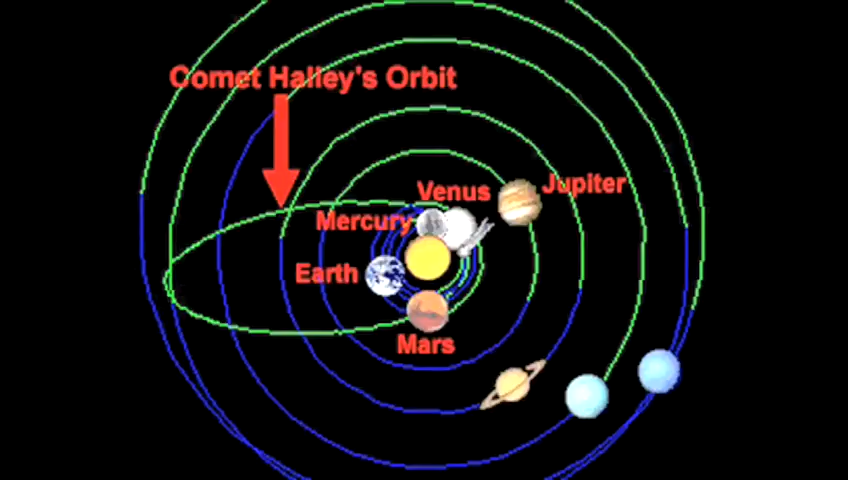 Comet Halley's Orbit
Venus
Jupiter
Mercury
Earth
Mars